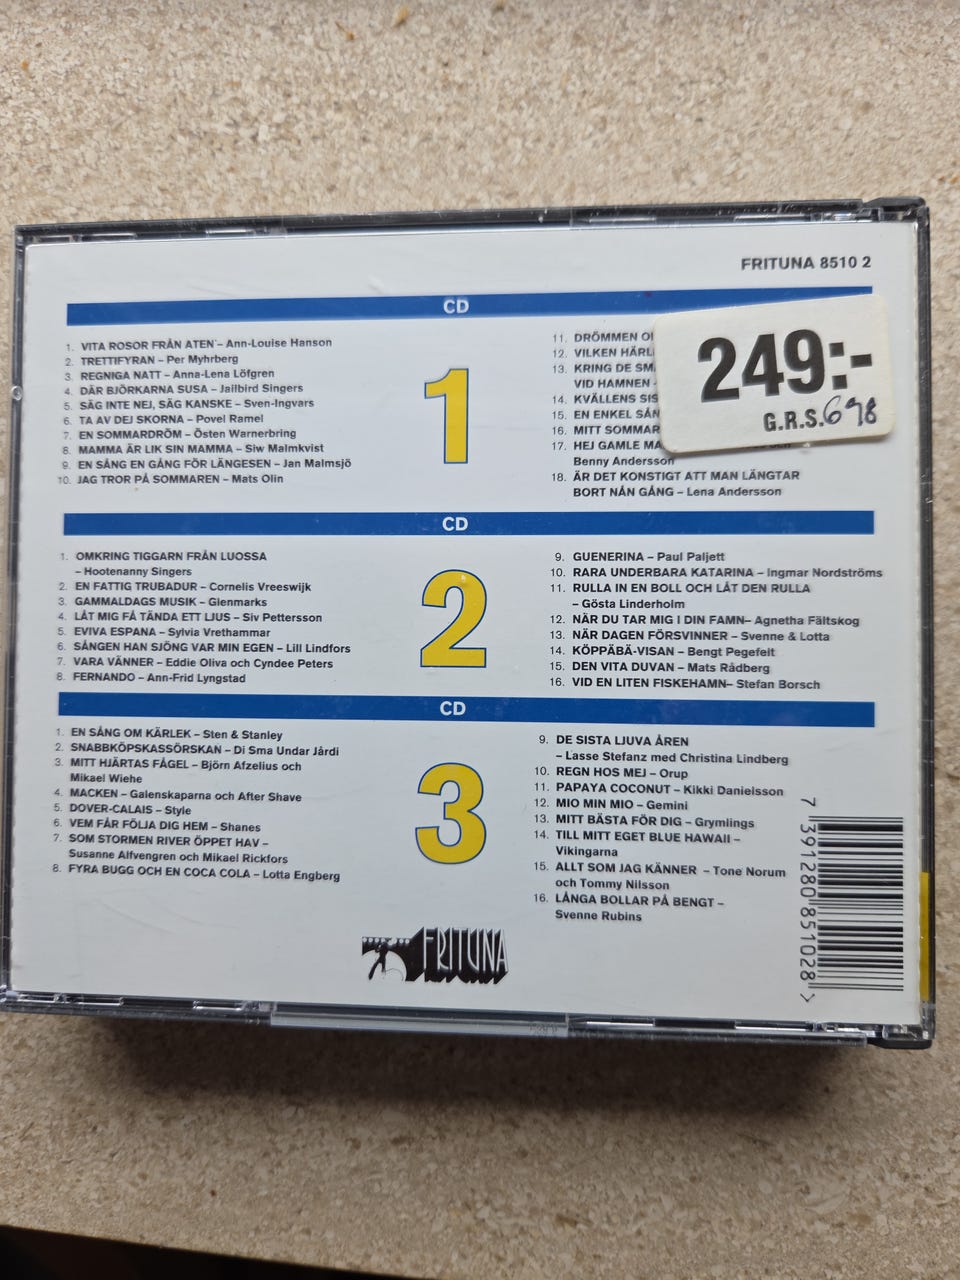 FRITUNA 8510 2
CD
1. VITA ROSOR FRÅN ATEN – Ann-Louise Hanson
2. TRETTIFYRAN – Per Myhrberg
3. REGNIGA NATT – Anna-Lena Löfgren
4. DÄR BJÖRKARNA SUSA – Jailbird Singers
5. SÄG INTE NEJ, SÄG KANSKE – Sven-Ingvars
6. TA AV DEJ SKORNA – Povel Ramel
7. EN SOMMARDRÖM – Östen Warnerbring
8. MAMMA ÄR LIK SIN MAMMA – Siw Malmkvist
9. EN SÅNG EN GÅNG FÖR LÄNGESEN – Jan Malmsjö
10. JAG TROR PÅ SOMMAREN – Mats Olin
1
11. DRÖMMEN
12. VILKEN
13. KRING DE
VID HAMNEN –
14. KVÄLLENS
15. EN ENKEL
16. MITT
17. HEJ GAMLE
Benny Andersson
18. ÄR DET KONSTIGT ATT MAN LÄNGTAR
BORT NÅN GÅNG – Lena Andersson
249:-
G.R.S. 698
CD
1. OMKRING TIGGARN FRÅN LUOSSA
– Hootenanny Singers
2. EN FATTIG TRUBADUR – Cornelis Vreeswijk
3. GAMMALDAGS MUSIK – Glenmarks
4. LÅT MIG FÅ TÄNDA ETT LJUS – Siv Pettersson
5. EVIVA ESPANA – Sylvia Vrethammar
6. SÅNGEN HAN SJÖNG VAR MIN EGEN – Lill Lindfors
7. VARA VÄNNER – Eddie Oliva och Cyndee Peters
8. FERNANDO – Ann-Frid Lyngstad
2
9. GUENERINA – Paul Paljett
10. RARA UNDERBARA KATARINA – Ingmar Nordströms
11. RULLA IN EN BOLL OCH LÅT DEN RULLA
– Gösta Linderholm
12. NÄR DU TAR MIG I DIN FAMN– Agnetha Fältskog
13. NÄR DAGEN FÖRSVINNER – Svenne & Lotta
14. KÖPPÄBÄ-VISAN – Bengt Pegefelt
15. DEN VITA DUVAN – Mats Rådberg
16. VID EN LITEN FISKEHAMN– Stefan Borsch
CD
1. EN SÅNG OM KÄRLEK – Sten & Stanley
2. SNABBKÖPSKASSÖRSKAN – Di Sma Undar Jårdi
3. MITT HJÄRTAS FÅGEL – Björn Afzelius och
Mikael Wiehe
4. MACKEN – Galenskaparna och After Shave
5. DOVER-CALAIS – Style
6. VEM FÅR FÖLJA DIG HEM – Shanes
7. SOM STORMEN RIVER ÖPPET HAV –
Susanne Alfvengren och Mikael Rickfors
8. FYRA BUGG OCH EN COCA COLA – Lotta Engberg
3
9. DE SISTA LJUVA ÅREN
– Lasse Stefanz med Christina Lindberg
10. REGN HOS MEJ – Orup
11. PAPAYA COCONUT – Kikki Danielsson
12. MIO MIN MIO – Gemini
13. MITT BÄSTA FÖR DIG – Grymlings
14. TILL MITT EGET BLUE HAWAII –
Vikingarna
15. ALLT SOM JAG KÄNNER – Tone Norum
och Tommy Nilsson
16. LÅNGA BOLLAR PÅ BENGT –
Svenne Rubins
FRITUNA
7 391280 851028 >